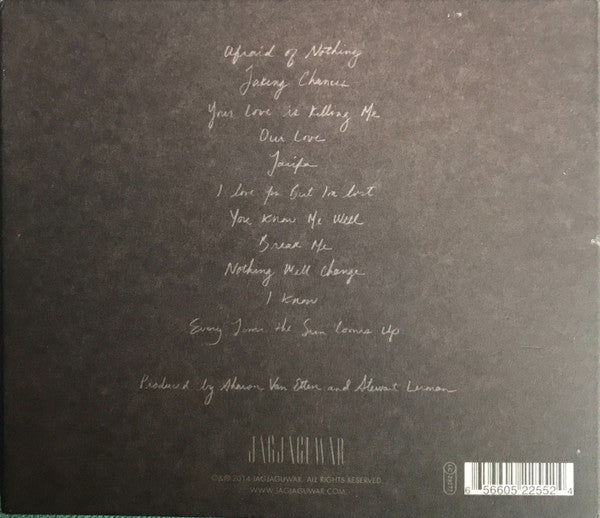 Afraid of Nothing
Taking Chances
Your Love is Killing Me
Our Love
Tarifa
I love you But I'm lost
You Know Me Well
Break Me
Nothing Will Change
I Know
Every Time the Sun Comes Up
Produced by Sharon Van Etten and Stewart Lerman
JAGJAGUWAR
©&℗ 2014 JAGJAGUWAR. ALL RIGHTS RESERVED.
WWW.JAGJAGUWAR.COM
6 56605 22552 4